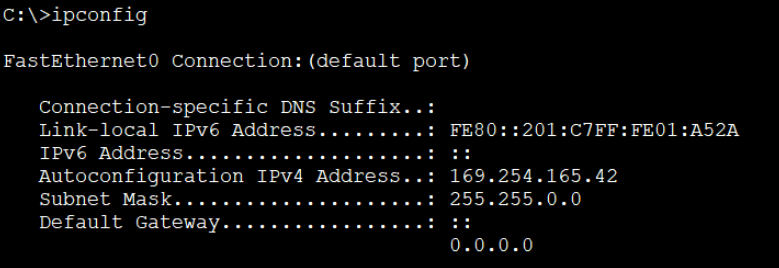 C:\>ipconfig
FastEthernet0 Connection:(default port)
Connection-specific DNS Suffix..:
Link-local IPv6 Address.........: FE80::201:C7FF:FE01:A52A
IPv6 Address....................: ::
Autoconfiguration IPv4 Address..: 169.254.165.42
Subnet Mask.....................: 255.255.0.0
Default Gateway.................: ::
0.0.0.0